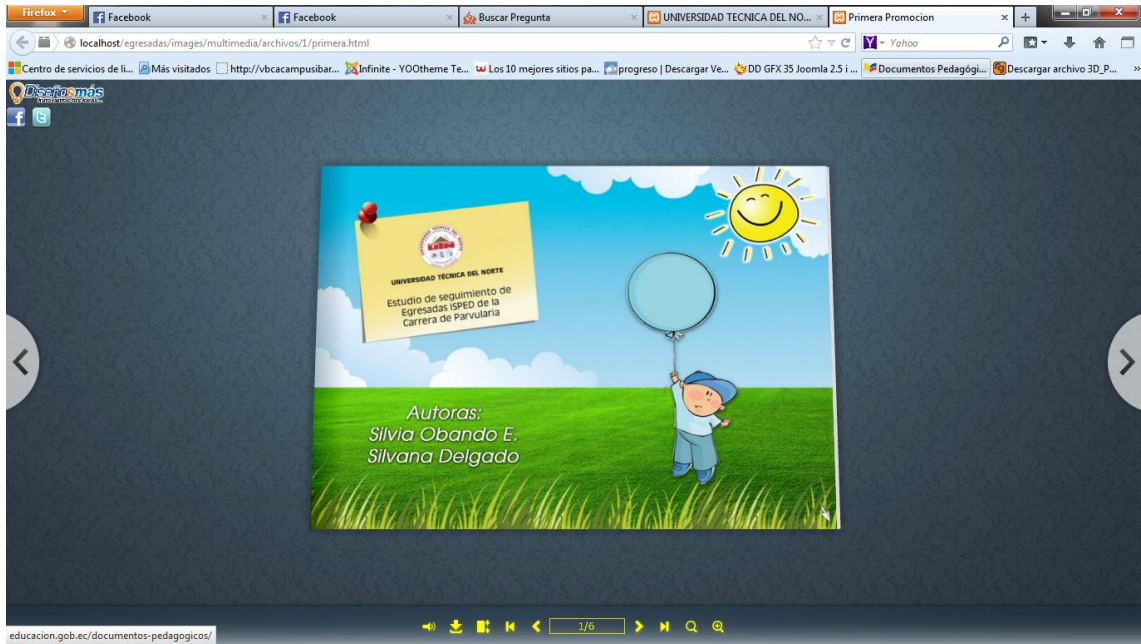 Firefox
Facebook
Facebook
Buscar Pregunta
UNIVERSIDAD TECNICA DEL NO...
Primera Promocion
localhost/egresadas/images/multimedia/archivos/1/primera.html
Yahoo
Centro de servicios de li...
Más visitados
http://vbcacampusibar...
Infinite - YOOtheme Te...
Los 10 mejores sitios pa...
progreso | Descargar Ve...
DD GFX 35 Joomla 2.5 i ...
Documentos Pedagógi...
Descargar archivo 3D_P...
Diseños más
UNIVERSIDAD TÉCNICA DEL NORTE
Estudio de seguimiento de
Egresadas ISPED de la
Carrera de Parvularia
Autoras:
Silvia Obando E.
Silvana Delgado
1/6
educacion.gob.ec/documentos-pedagogicos/